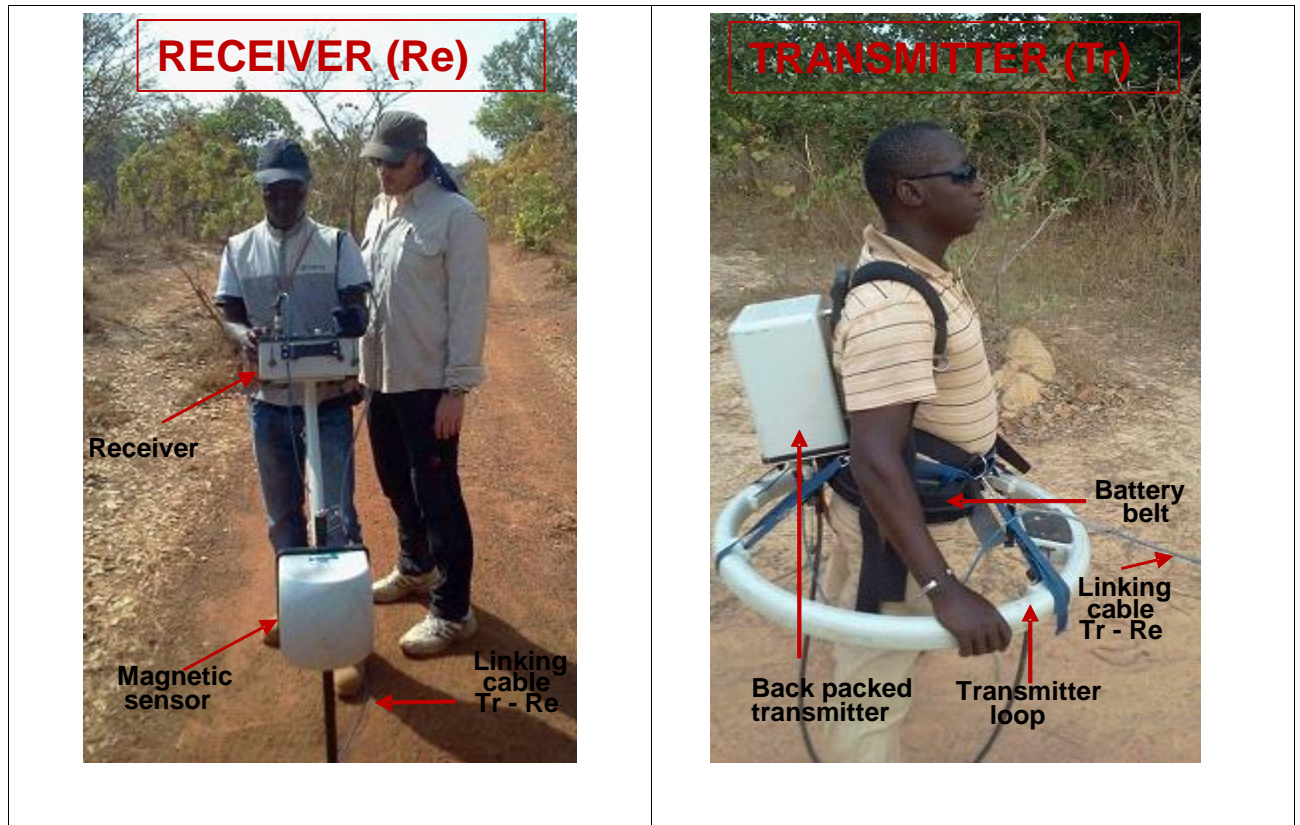 RECEIVER (Re)
Receiver
Magnetic
sensor
Linking
cable
Tr - Re
TRANSMITTER (Tr)
Battery
belt
Linking
cable
Tr - Re
Back packed
transmitter
Transmitter
loop